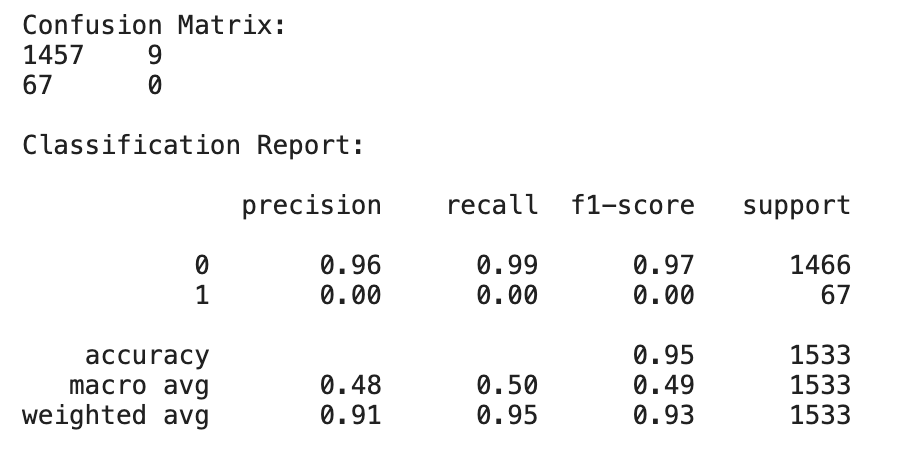 Confusion Matrix:
1457    9
67      0
Classification Report:
precision    recall  f1-score   support
0       0.96      0.99      0.97      1466
1       0.00      0.00      0.00        67
accuracy                           0.95      1533
macro avg       0.48      0.50      0.49      1533
weighted avg       0.91      0.95      0.93      1533